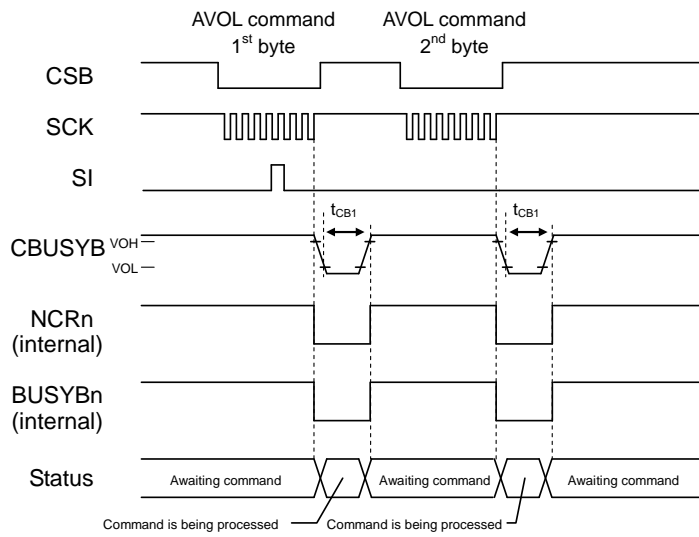 AVOL command
1st byte
AVOL command
2nd byte
CSB
SCK
SI
tCB1
tCB1
CBUSYB
VOH
VOL
NCRn
(internal)
BUSYBn
(internal)
Status
Awaiting command
Awaiting command
Awaiting command
Command is being processed
Command is being processed